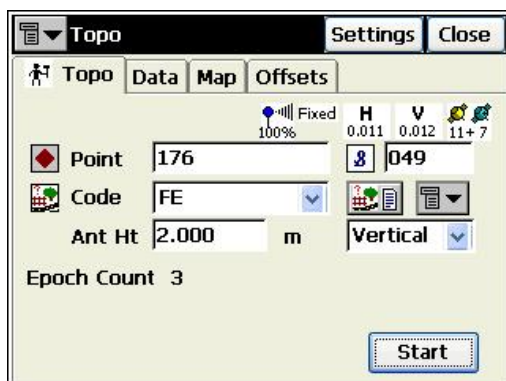 Topo Settings Close
Topo Data Map Offsets
Fixed H V
100% 0.011 0.012 11+ 7
Point 176 049
Code FE
Ant Ht 2.000 m Vertical
Epoch Count 3
Start